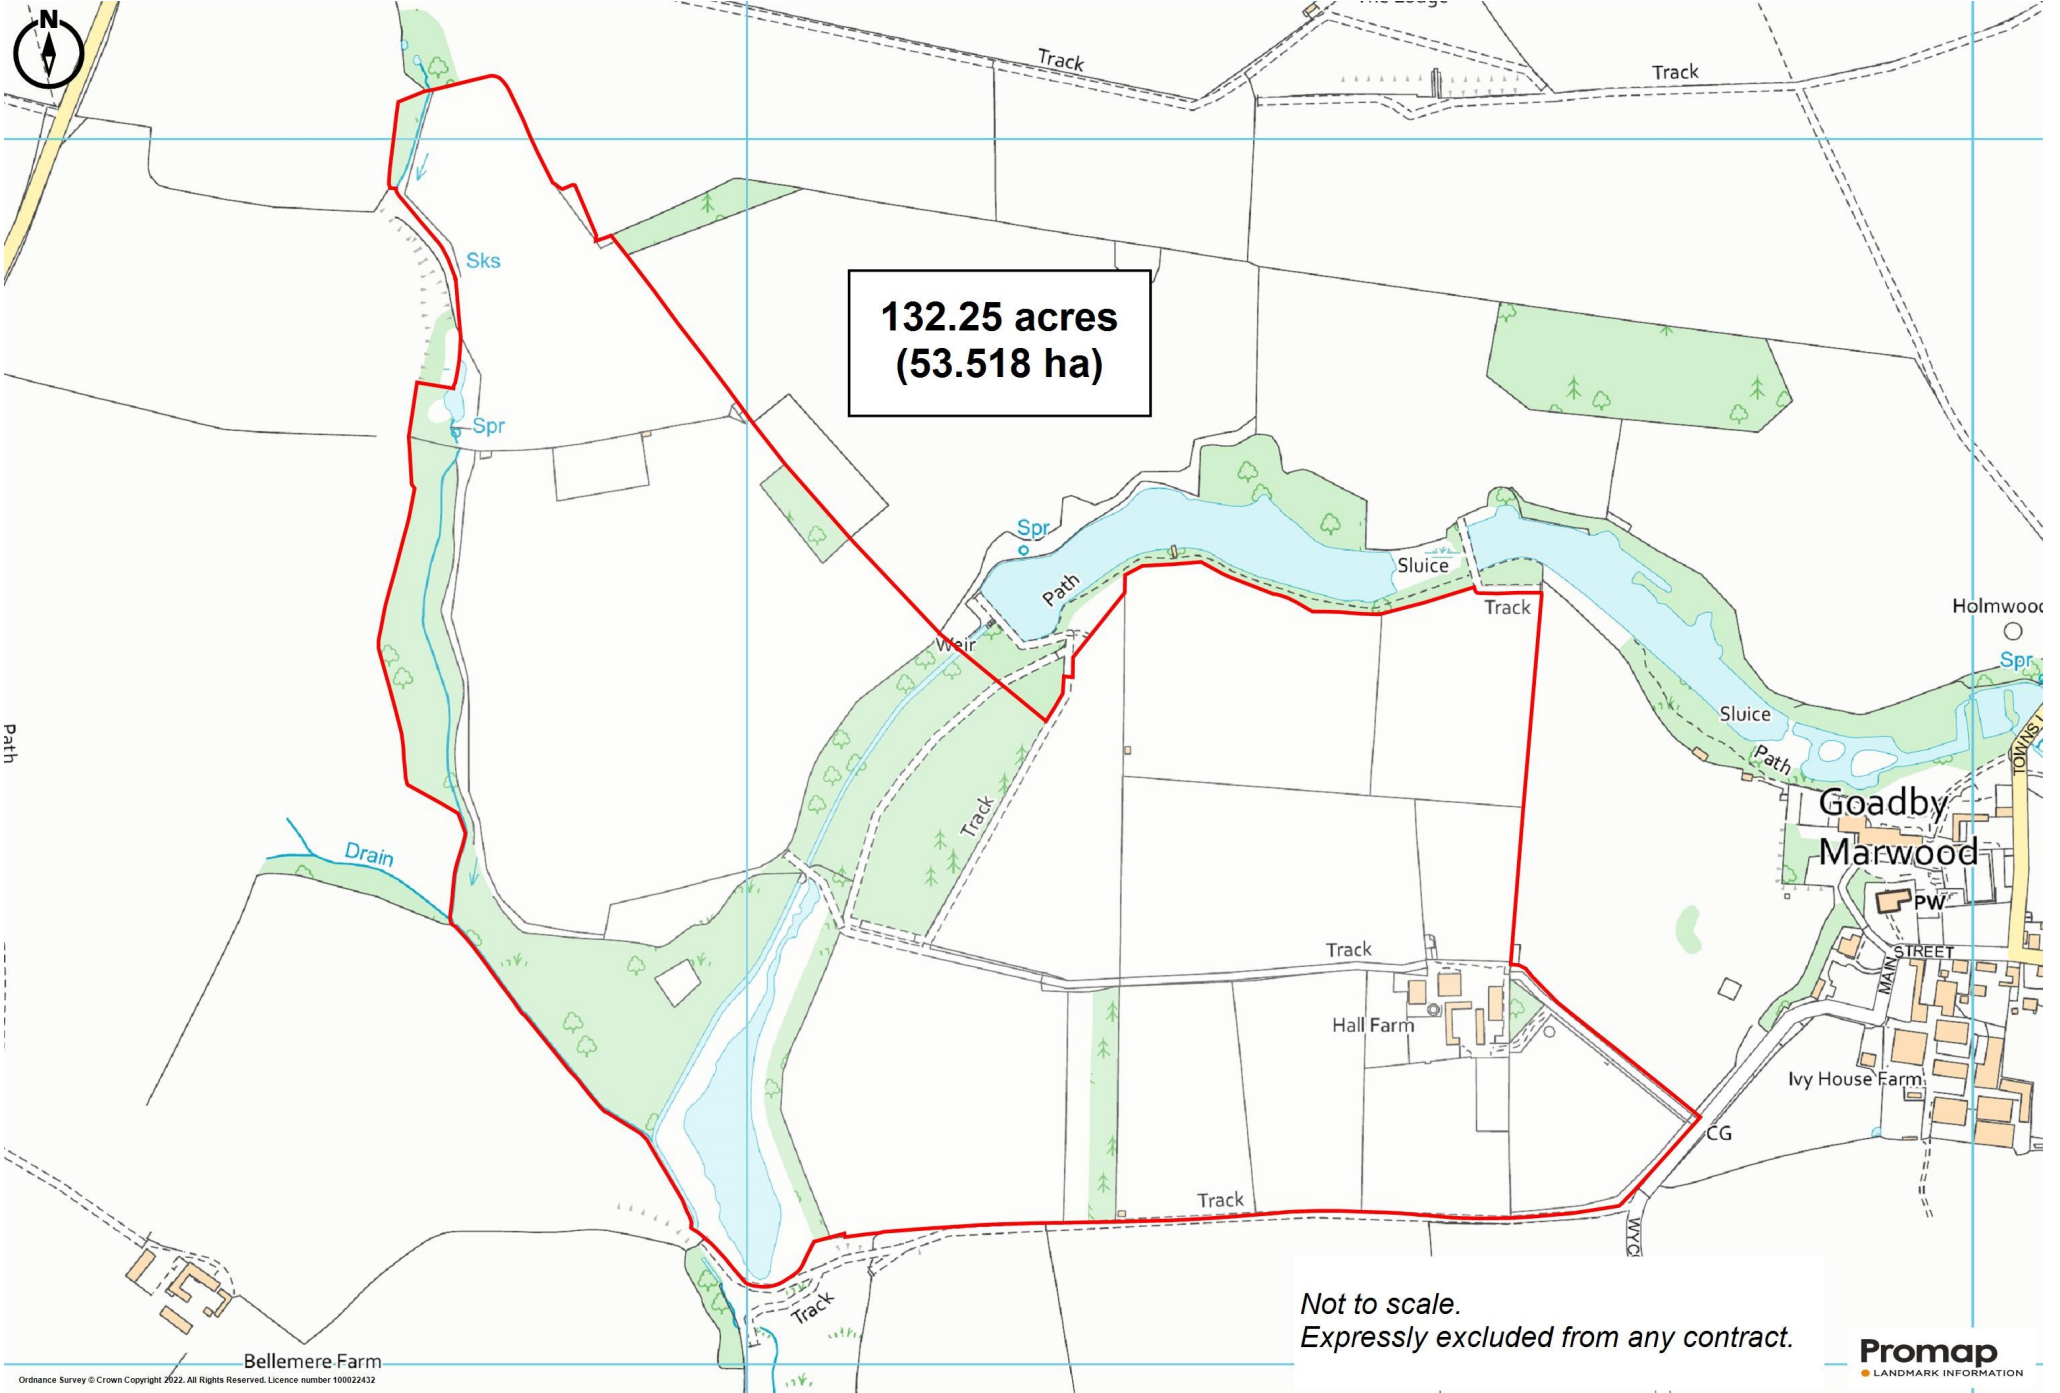 N
Track
Track
Sks
132.25 acres
(53.518 ha)
Spr
Spr
Path
Sluice
Track
Holmwood
Spr
Weir
Path
Sluice
Path
TOWNS
Goadby
Marwood
Track
Drain
PW
Track
MAIN STREET
Hall Farm
Ivy House Farm
CG
Track
WYC
Track
Not to scale.
Expressly excluded from any contract.
Bellemere Farm
Promap
LANDMARK INFORMATION
Ordnance Survey © Crown Copyright 2022. All Rights Reserved. Licence number 100022432